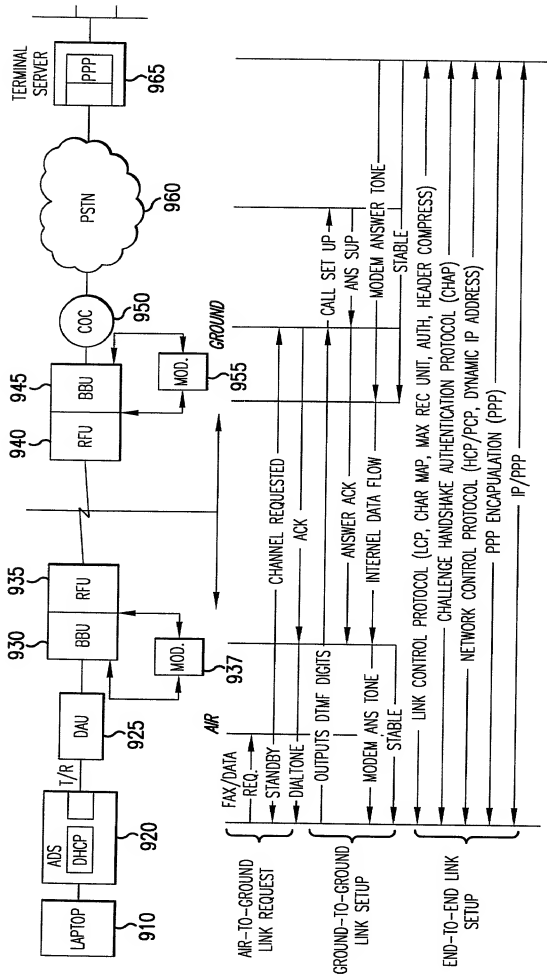 LAPTOP
910
ADS
DHCP
920
T/R
DAU
925
BBU
RFU
930
935
MOD.
937
RFU
BBU
940
945
MOD.
955
COC
950
PSTN
960
TERMINAL
SERVER
PPP
965
AIR
GROUND
AIR-TO-GROUND
LINK REQUEST
FAX/DATA
REQ.
STANDBY
CHANNEL REQUESTED
DIALTONE
ACK
GROUND-TO-GROUND
LINK SETUP
OUTPUTS DTMF DIGITS
CALL SET UP
ANSWER ACK
ANS SUP
MODEM ANS TONE
INTERNEL DATA FLOW
MODEM ANSWER TONE
STABLE
STABLE
END-TO-END LINK
SETUP
LINK CONTROL PROTOCOL (LCP, CHAR MAP, MAX REC UNIT, AUTH, HEADER COMPRESS)
CHALLENGE HANDSHAKE AUTHENTICATION PROTOCOL (CHAP)
NETWORK CONTROL PROTOCOL (HCP/PCP, DYNAMIC IP ADDRESS)
PPP ENCAPUALATION (PPP)
IP/PPP